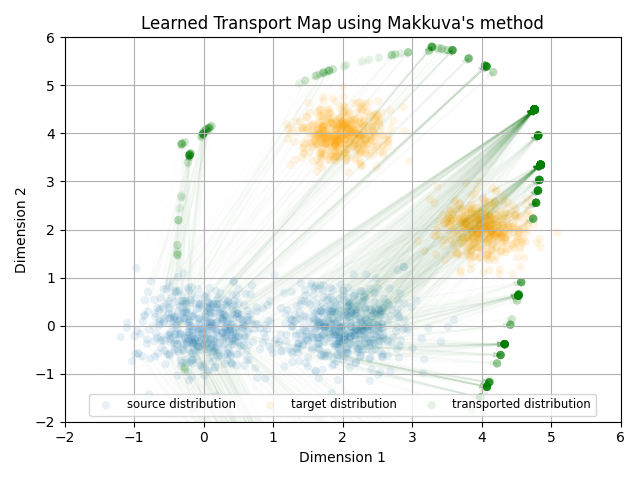 Learned Transport Map using Makkuva's method
6
5
4
3
2
1
0
−1
−2
Dimension 2
source distribution target distribution transported distribution
−2 −1 0 1 2 3 4 5 6
Dimension 1